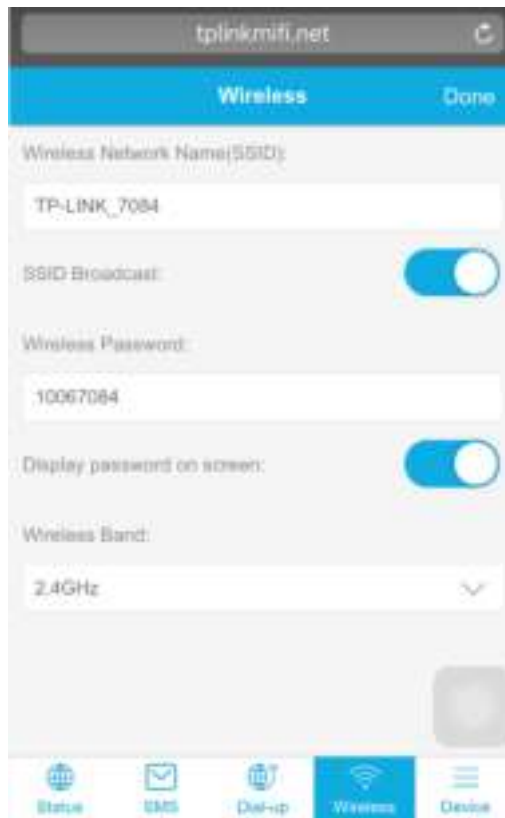 tplinkmifi.net
Wireless Done
Wireless Network Name(SSID):
TP-LINK_7084
SSID Broadcast:
Wireless Password:
10067084
Display password on screen:
Wireless Band:
2.4GHz
Status SMS Dial-up Wireless Device